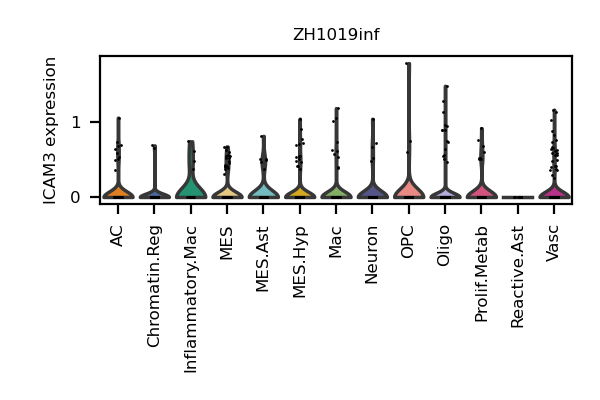 ZH1019inf
ICAM3 expression
1
0
AC
Chromatin.Reg
Inflammatory.Mac
MES
MES.Ast
MES.Hyp
Mac
Neuron
OPC
Oligo
Prolif.Metab
Reactive.Ast
Vasc